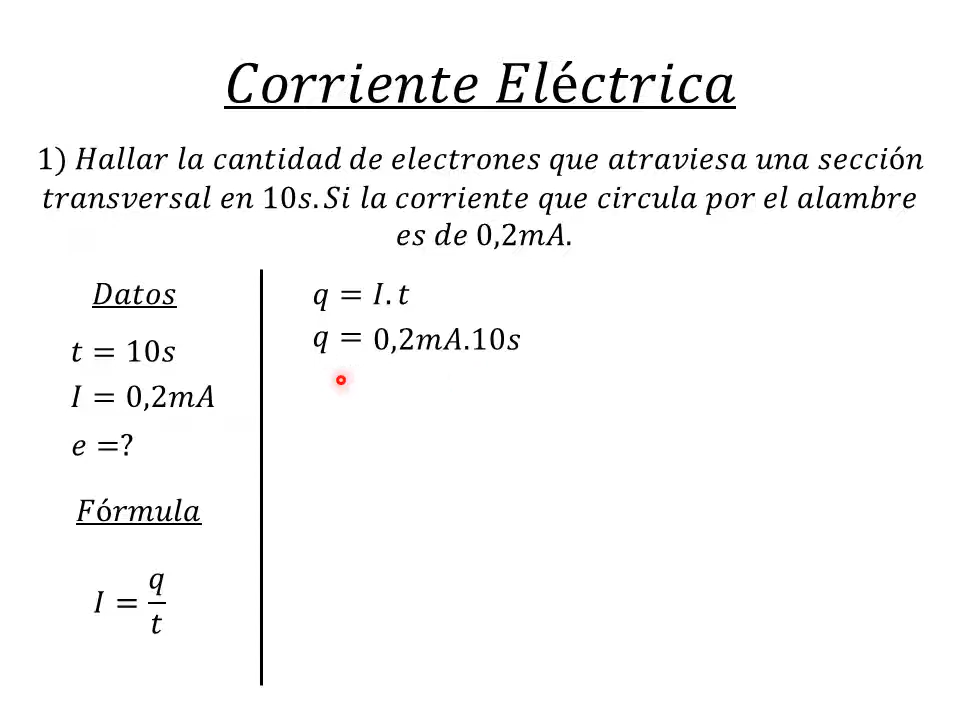 Corriente Eléctrica
1) Hallar la cantidad de electrones que atraviesa una sección
transversal en 10s. Si la corriente que circula por el alambre
es de 0,2mA.
Datos
t = 10s
I = 0,2mA
e =?
Fórmula
I = q/t
q = I. t
q = 0,2mA.10s